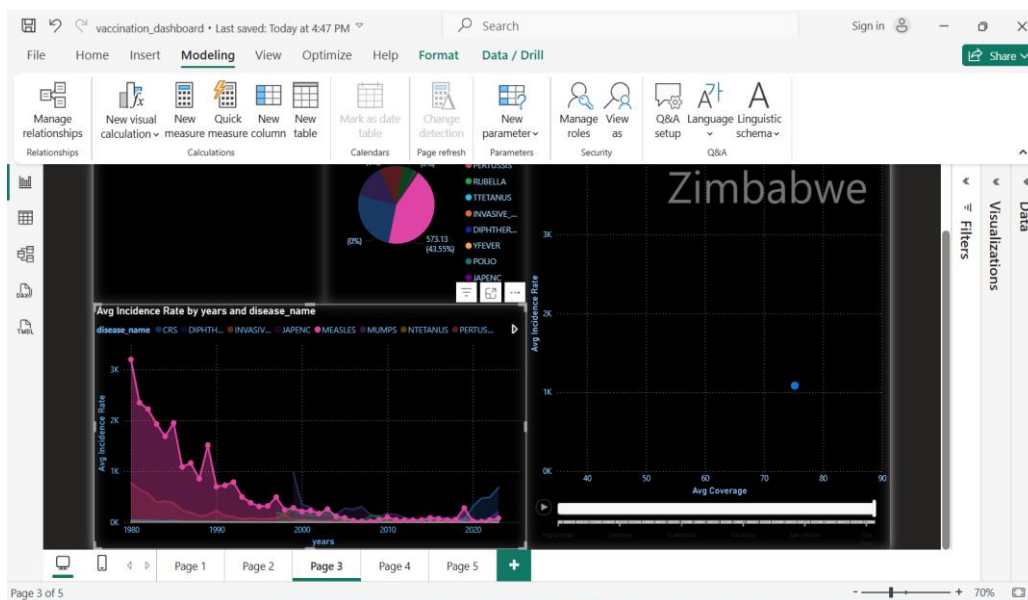 vaccination_dashboard • Last saved: Today at 4:47 PM
Search
Sign in
File Home Insert Modeling View Optimize Help Format Data / Drill
Share
Manage relationships
New visual calculation
New measure
Quick measure
New column
New table
Mark as date table
Change detection
New parameter
Manage roles
View as
Q&A setup
Language
Linguistic schema
Relationships
Calculations
Calendars
Page refresh
Parameters
Security
Q&A
PERTUSSIS
RUBELLA
TTETANUS
INVASIVE_...
DIPHTHER...
YFEVER
POLIO
JAPENC
(0%)
573.13
(43.55%)
Zimbabwe
3K
2K
1K
0K
Avg Incidence Rate
40 50 60 70 80 90
Avg Coverage
Avg Incidence Rate by years and disease_name
disease_name CRS DIPHTH... INVASIV... JAPENC MEASLES MUMPS NTETANUS PERTUS...
3K
2K
1K
0K
Avg Incidence Rate
1980 1990 2000 2010 2020
years
Filters
Visualizations
Data
DAX
TMDL
Page 1 Page 2 Page 3 Page 4 Page 5 +
Page 3 of 5
- + 70%